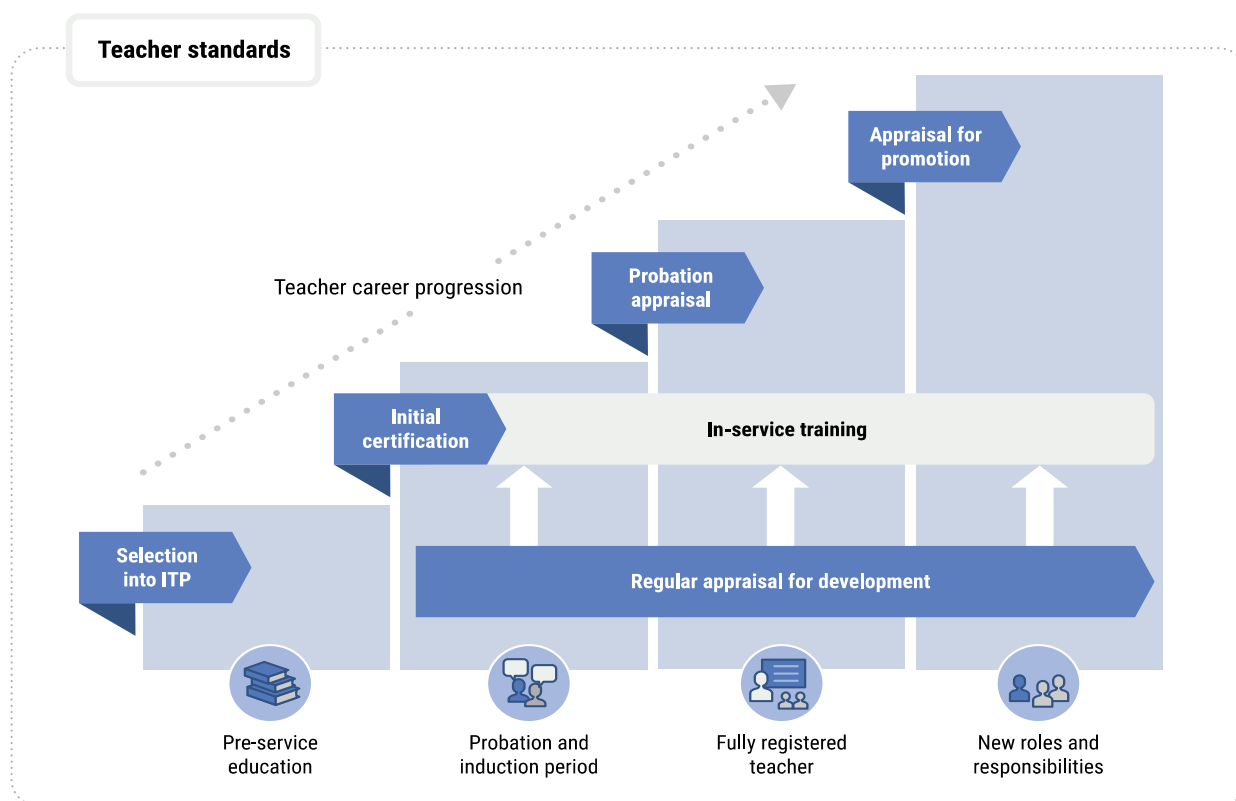 Teacher standards
Appraisal for
promotion
Probation
appraisal
Teacher career progression
Initial
certification
In-service training
Selection
into ITP
Regular appraisal for development
Pre-service
education
Probation and
induction period
Fully registered
teacher
New roles and
responsibilities